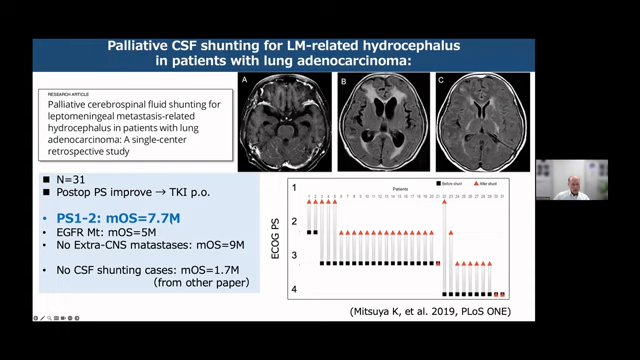 Palliative CSF shunting for LM-related hydrocephalus
in patients with lung adenocarcinoma:
RESEARCH ARTICLE
Palliative cerebrospinal fluid shunting for
leptomeningeal metastasis-related
hydrocephalus in patients with lung
adenocarcinoma: A single-center
retrospective study
A
B
C
N=31
Postop PS improve → TKI p.o.
PS1-2: mOS=7.7M
EGFR Mt: mOS=5M
No Extra-CNS matastases: mOS=9M
No CSF shunting cases: mOS=1.7M
(from other paper)
Patients
Before shunt
After shunt
ECOG PS
1
2
3
4
(Mitsuya K, et al. 2019, PLoS ONE)